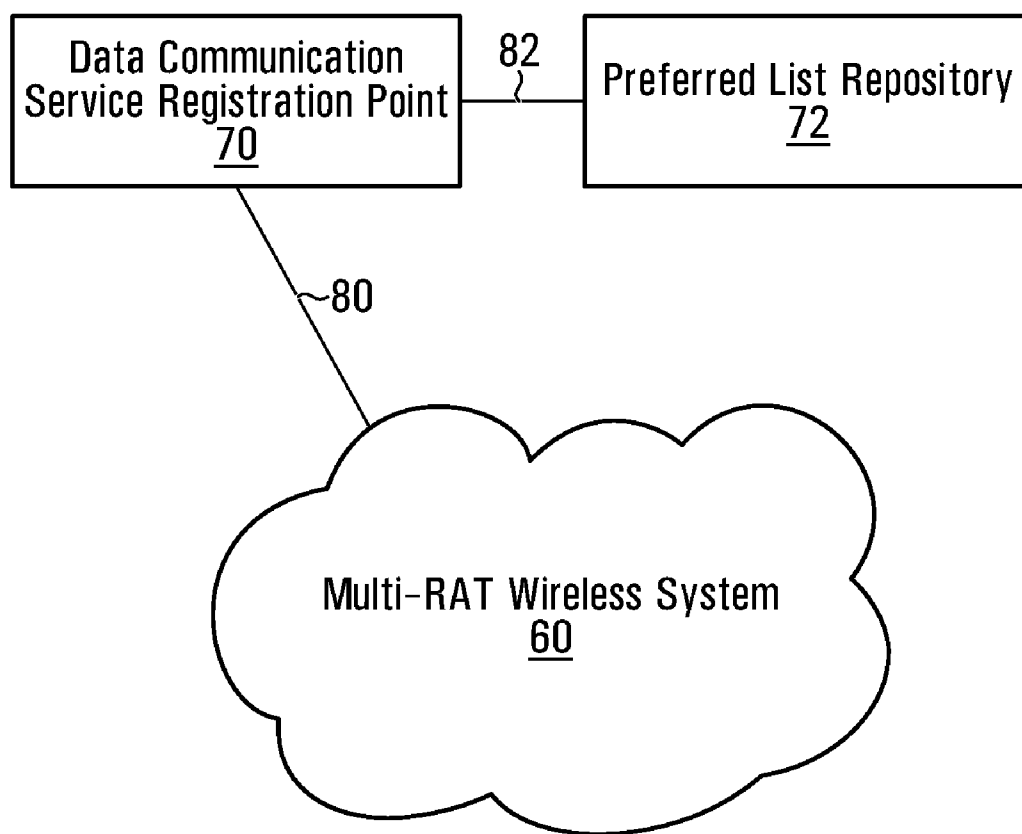 Data Communication
Service Registration Point
70
82
Preferred List Repository
72
80
Multi-RAT Wireless System
60